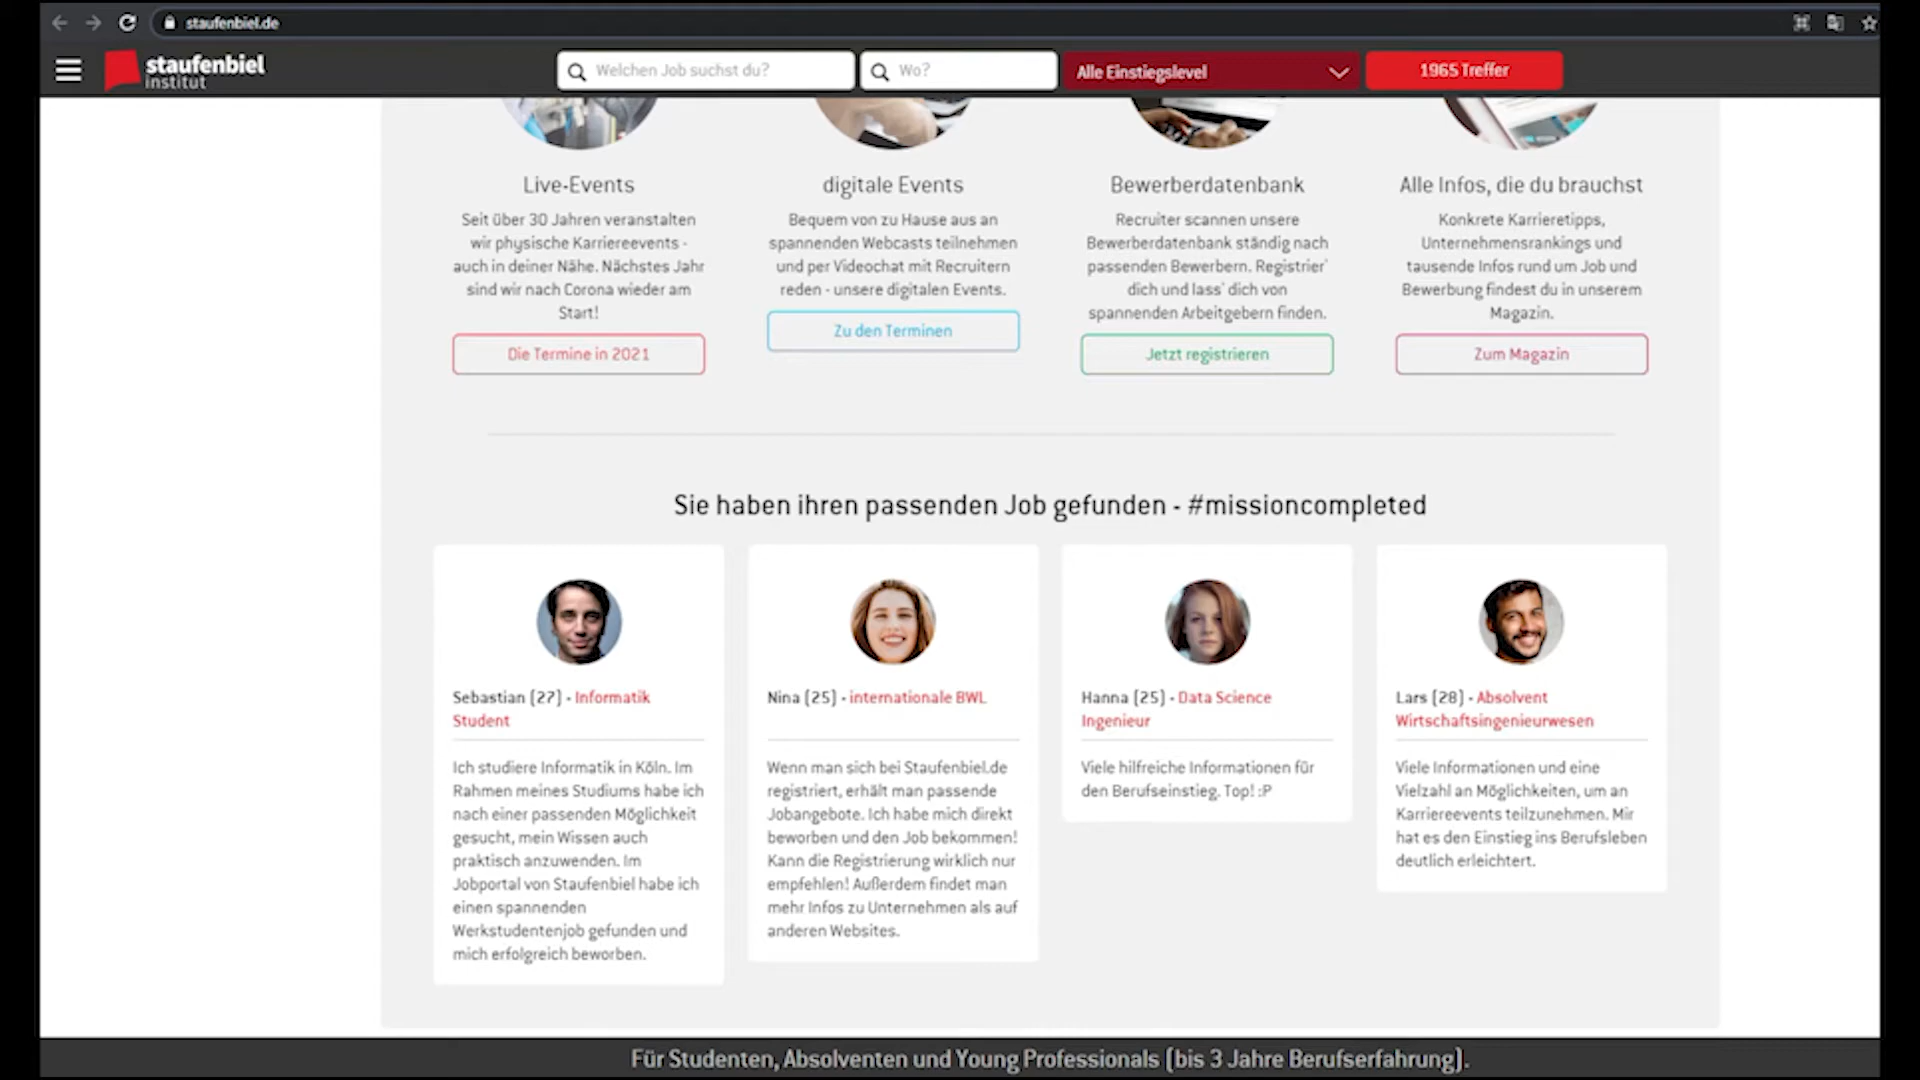 staufenbiel.de
staufenbiel
institut
Welchen Job suchst du?
Wo?
Alle Einstiegslevel
1965 Treffer
Live-Events
Seit über 30 Jahren veranstalten
wir physische Karriereevents -
auch in deiner Nähe. Nächstes Jahr
sind wir nach Corona wieder am
Start!
Die Termine in 2021
digitale Events
Bequem von zu Hause aus an
spannenden Webcasts teilnehmen
und per Videochat mit Recruitern
reden - unsere digitalen Events.
Zu den Terminen
Bewerberdatenbank
Recruiter scannen unsere
Bewerberdatenbank ständig nach
passenden Bewerbern. Registrier'
dich und lass' dich von
spannenden Arbeitgebern finden.
Jetzt registrieren
Alle Infos, die du brauchst
Konkrete Karrieretipps,
Unternehmensrankings und
tausende Infos rund um Job und
Bewerbung findest du in unserem
Magazin.
Zum Magazin
Sie haben ihren passenden Job gefunden - #missioncompleted
Sebastian (27) - Informatik
Student
Ich studiere Informatik in Köln. Im
Rahmen meines Studiums habe ich
nach einer passenden Möglichkeit
gesucht, mein Wissen auch
praktisch anzuwenden. Im
Jobportal von Staufenbiel habe ich
einen spannenden
Werkstudentenjob gefunden und
mich erfolgreich beworben.
Nina (25) - internationale BWL
Wenn man sich bei Staufenbiel.de
registriert, erhält man passende
Jobangebote. Ich habe mich direkt
beworben und den Job bekommen!
Kann die Registrierung wirklich nur
empfehlen! Außerdem findet man
mehr Infos zu Unternehmen als auf
anderen Websites.
Hanna (25) - Data Science
Ingenieur
Viele hilfreiche Informationen für
den Berufseinstieg. Top! :P
Lars (28) - Absolvent
Wirtschaftsingenieurwesen
Viele Informationen und eine
Vielzahl an Möglichkeiten, um an
Karriereevents teilzunehmen. Mir
hat es den Einstieg ins Berufsleben
deutlich erleichtert.
Für Studenten, Absolventen und Young Professionals (bis 3 Jahre Berufserfahrung).